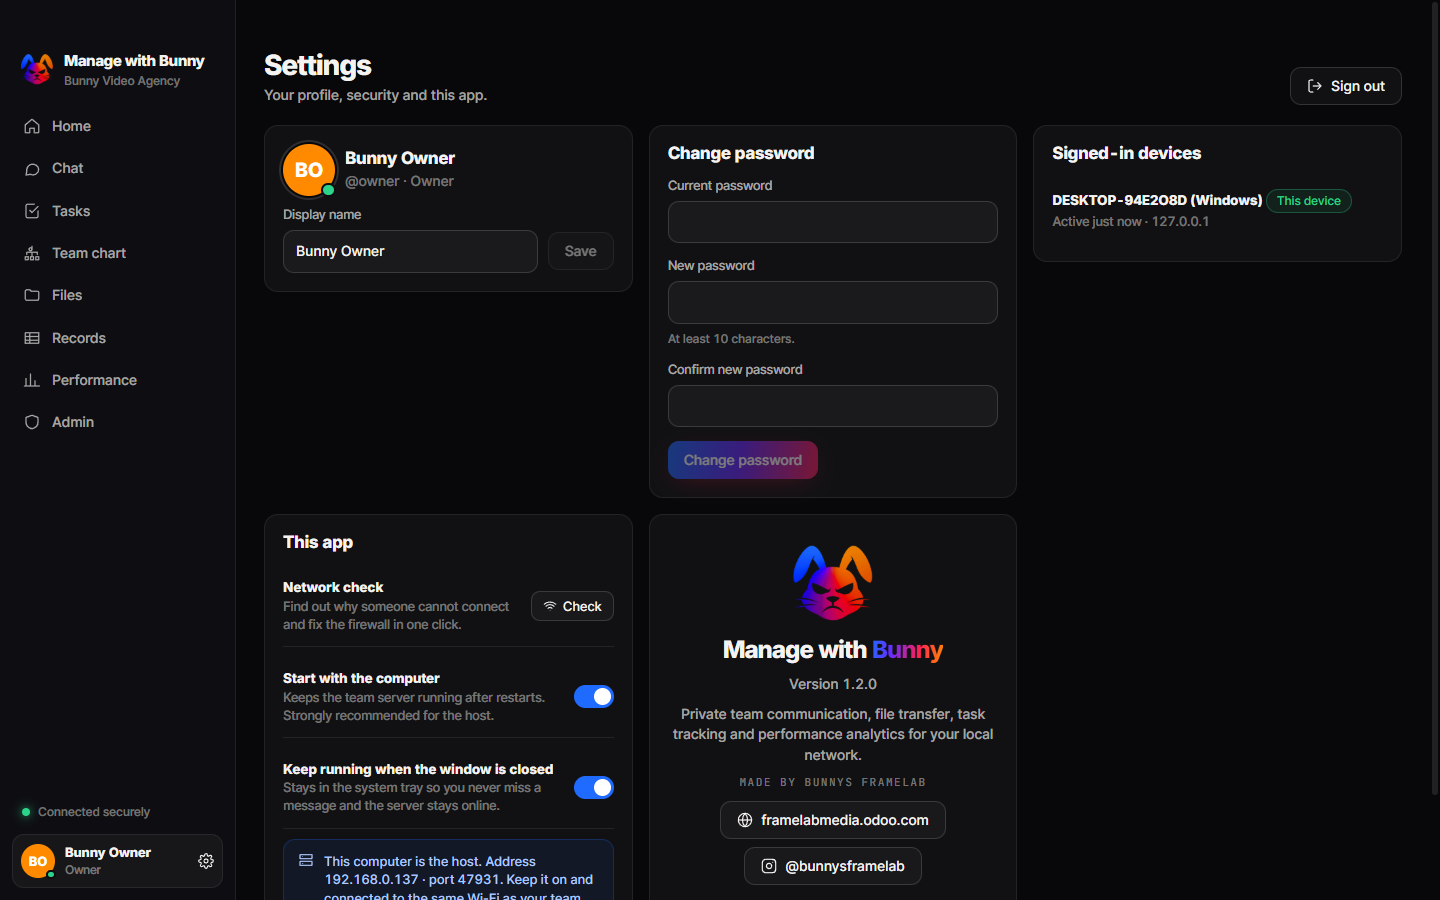 Manage with Bunny
Bunny Video Agency
Home
Chat
Tasks
Team chart
Files
Records
Performance
Admin
Connected securely
BO
Bunny Owner
Owner
Settings
Your profile, security and this app.
Sign out
BO
Bunny Owner
@owner · Owner
Display name
Bunny Owner
Save
Change password
Current password
New password
At least 10 characters.
Confirm new password
Change password
Signed-in devices
DESKTOP-94E2O8D (Windows) This device
Active just now · 127.0.0.1
This app
Network check
Find out why someone cannot connect
and fix the firewall in one click.
Check
Start with the computer
Keeps the team server running after restarts.
Strongly recommended for the host.
Keep running when the window is closed
Stays in the system tray so you never miss a
message and the server stays online.
This computer is the host. Address
192.168.0.137 · port 47931. Keep it on and
connected to the same Wi-Fi as your team
Manage with Bunny
Version 1.2.0
Private team communication, file transfer, task
tracking and performance analytics for your local
network.
MADE BY BUNNYS FRAMELAB
framelabmedia.odoo.com
@bunnysframelab